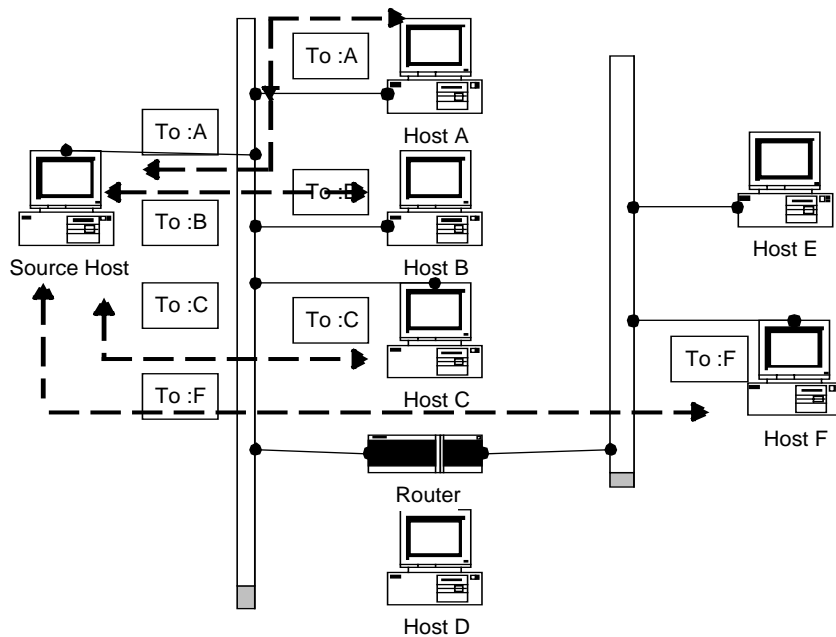 To :A
Host A
To :A
To :B
Host B
To :B
Source Host
Host E
To :C
To :C
Host C
To :F
To :F
Host F
Router
Host D